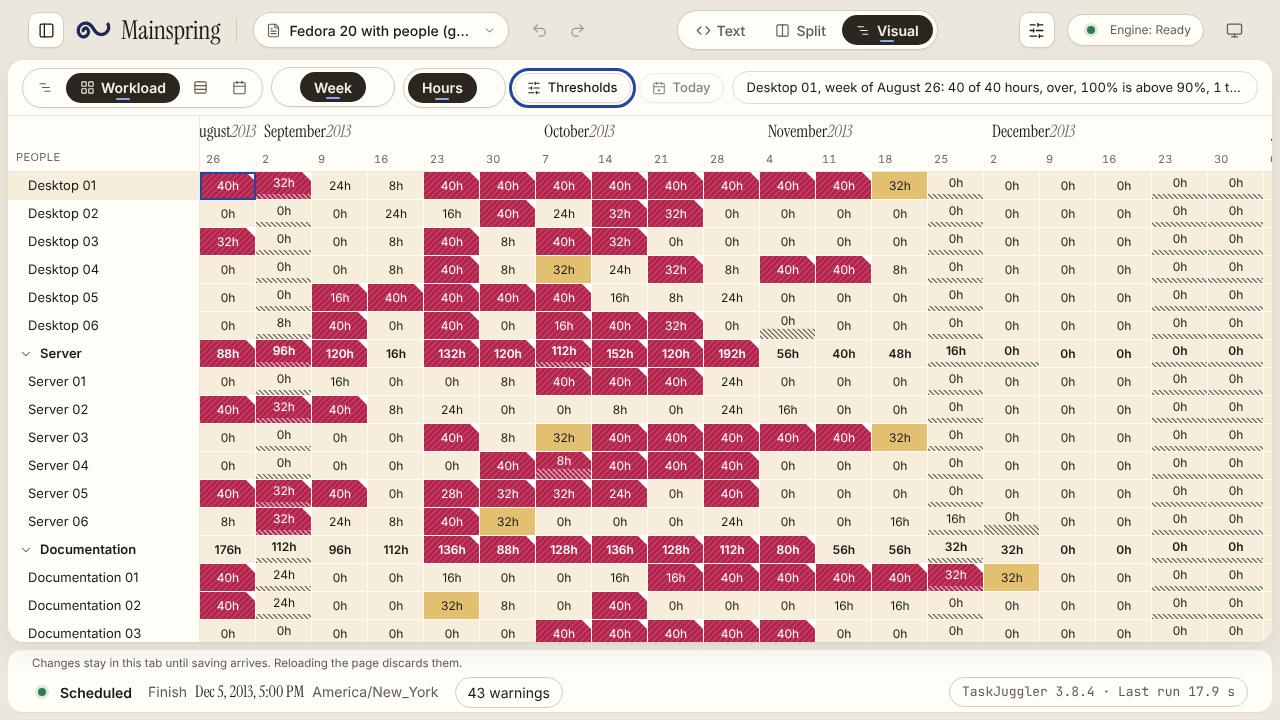 Mainspring
Fedora 20 with people (g...
Text
Split
Visual
Engine: Ready
Workload
Week
Hours
Thresholds
Today
Desktop 01, week of August 26: 40 of 40 hours, over, 100% is above 90%, 1 t...
ugust 2013 September 2013 October 2013 November 2013 December 2013
PEOPLE 26 2 9 16 23 30 7 14 21 28 4 11 18 25 2 9 16 23 30
Desktop 01 40h 32h 24h 8h 40h 40h 40h 40h 40h 40h 40h 40h 32h 0h 0h 0h 0h 0h 0h
Desktop 02 0h 0h 0h 24h 16h 40h 24h 32h 32h 0h 0h 0h 0h 0h 0h 0h 0h 0h 0h
Desktop 03 32h 0h 0h 8h 40h 8h 40h 32h 0h 0h 0h 0h 0h 0h 0h 0h 0h 0h 0h
Desktop 04 0h 0h 0h 8h 40h 8h 32h 24h 32h 8h 40h 40h 8h 0h 0h 0h 0h 0h 0h
Desktop 05 0h 0h 16h 40h 40h 40h 40h 16h 8h 24h 0h 0h 0h 0h 0h 0h 0h 0h 0h
Desktop 06 0h 8h 40h 0h 40h 0h 16h 40h 32h 0h 0h 0h 0h 0h 0h 0h 0h 0h 0h
Server 88h 96h 120h 16h 132h 120h 112h 152h 120h 192h 56h 40h 48h 16h 0h 0h 0h 0h 0h
Server 01 0h 0h 16h 0h 0h 8h 40h 40h 40h 24h 0h 0h 0h 0h 0h 0h 0h 0h 0h
Server 02 40h 32h 40h 8h 24h 0h 0h 8h 0h 24h 16h 0h 0h 0h 0h 0h 0h 0h 0h
Server 03 0h 0h 0h 0h 40h 8h 32h 40h 40h 40h 40h 40h 32h 0h 0h 0h 0h 0h 0h
Server 04 0h 0h 0h 0h 0h 40h 8h 40h 40h 40h 0h 0h 0h 0h 0h 0h 0h 0h 0h
Server 05 40h 32h 40h 0h 28h 32h 32h 24h 0h 40h 0h 0h 0h 0h 0h 0h 0h 0h 0h
Server 06 8h 32h 24h 8h 40h 32h 0h 0h 0h 24h 0h 0h 16h 16h 0h 0h 0h 0h 0h
Documentation 176h 112h 96h 112h 136h 88h 128h 136h 128h 112h 80h 56h 56h 32h 32h 0h 0h 0h 0h
Documentation 01 40h 24h 0h 0h 16h 0h 0h 16h 16h 40h 40h 40h 40h 32h 32h 0h 0h 0h 0h
Documentation 02 40h 24h 0h 0h 32h 8h 0h 40h 0h 0h 0h 16h 16h 0h 0h 0h 0h 0h 0h
Documentation 03 0h 0h 0h 0h 0h 0h 40h 40h 40h 40h 40h 0h 0h 0h 0h 0h 0h 0h 0h
Changes stay in this tab until saving arrives. Reloading the page discards them.
Scheduled Finish Dec 5, 2013, 5:00 PM America/New_York 43 warnings
TaskJuggler 3.8.4 · Last run 17.9 s